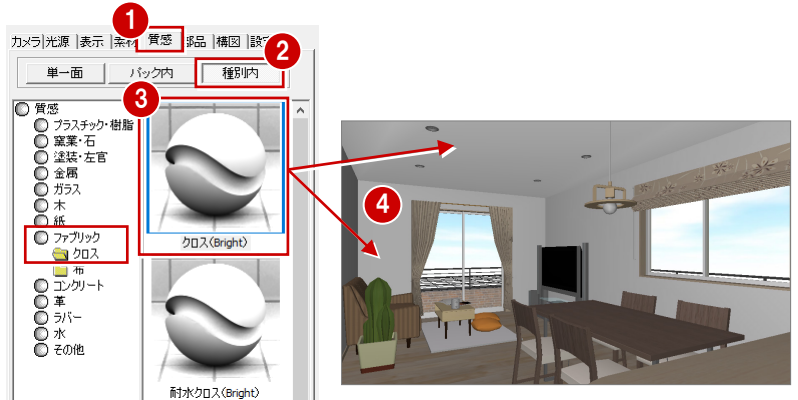 1
カメラ|光源|表示|素材 質感 部品|構図|設定
2
単一面 パック内 種別内
3
質感
プラスチック・樹脂
窯業・石
塗装・左官
金属
ガラス
木
紙
ファブリック
クロス
布
コンクリート
革
ラバー
水
その他
クロス(Bright)
耐水クロス(Bright)
4